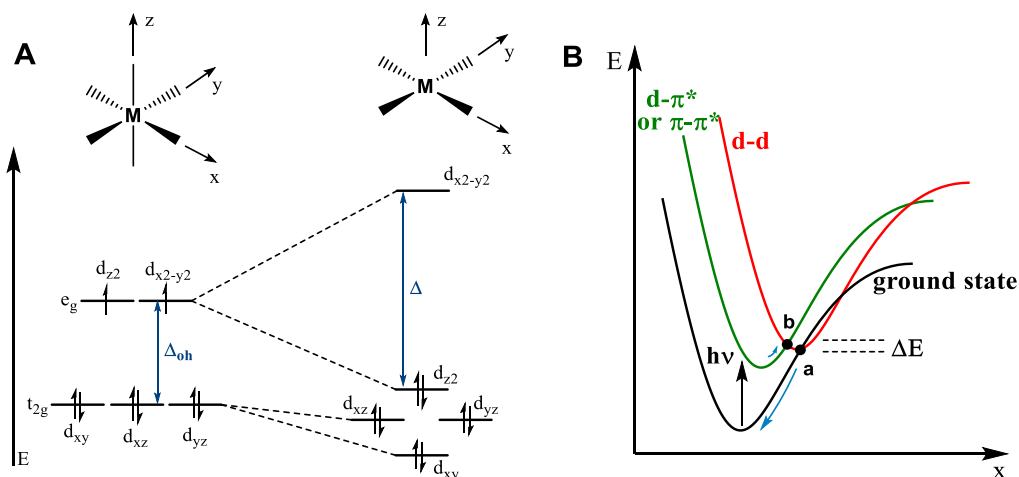 A
z
y
M
x
z
y
M
x
E
e_g
d_z2
d_x2-y2
Δ_oh
t_2g
d_xy
d_xz
d_yz
d_x2-y2
Δ
d_z2
d_xz
d_yz
d_xy
B
E
d-π*
or π-π*
d-d
ground state
b
a
hν
ΔE
x